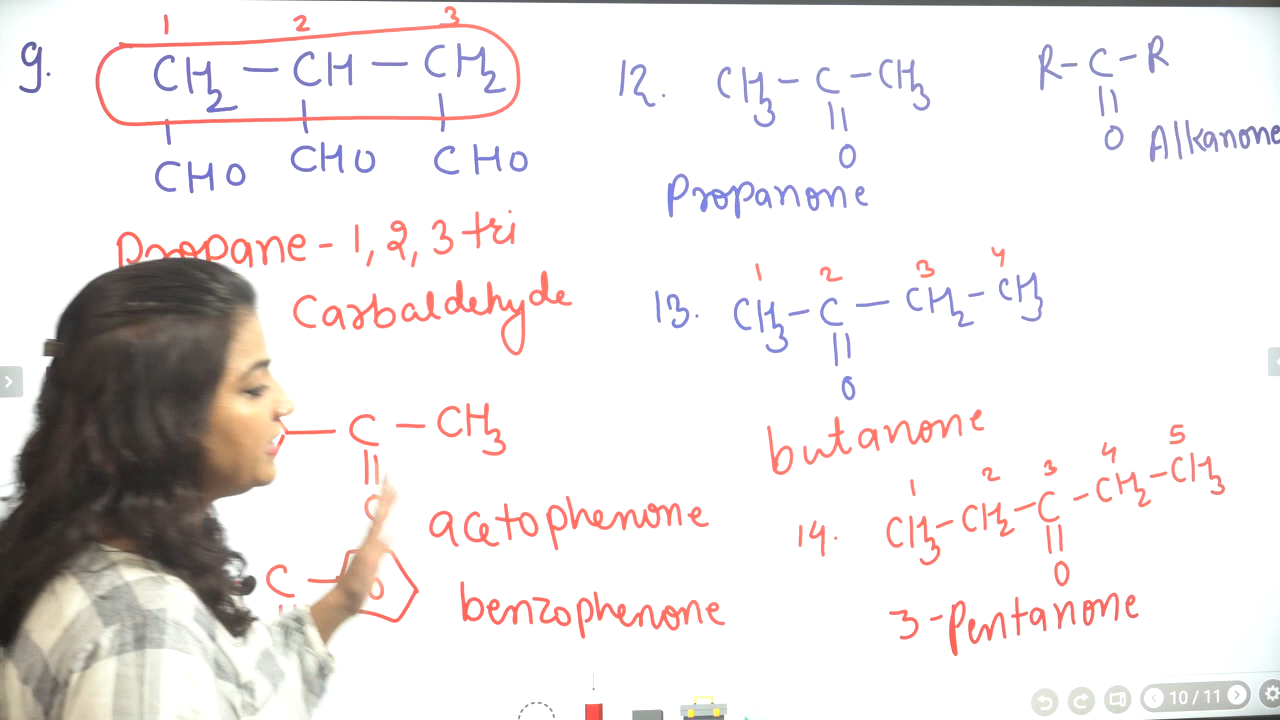 9.
1 2 3
CH2 — CH — CH2
CHO CHO CHO
Propane - 1, 2, 3 tri
Carbaldehyde
— C — CH3
acetophenone
C — O
benzophenone
12. CH3 — C — CH3
O
Propanone
R — C — R
O
Alkanone
1 2 3 4
13. CH3 — C — CH2 — CH3
O
butanone
1 2 3 4 5
14. CH3 — CH2 — C — CH2 — CH3
O
3-Pentanone
10 / 11